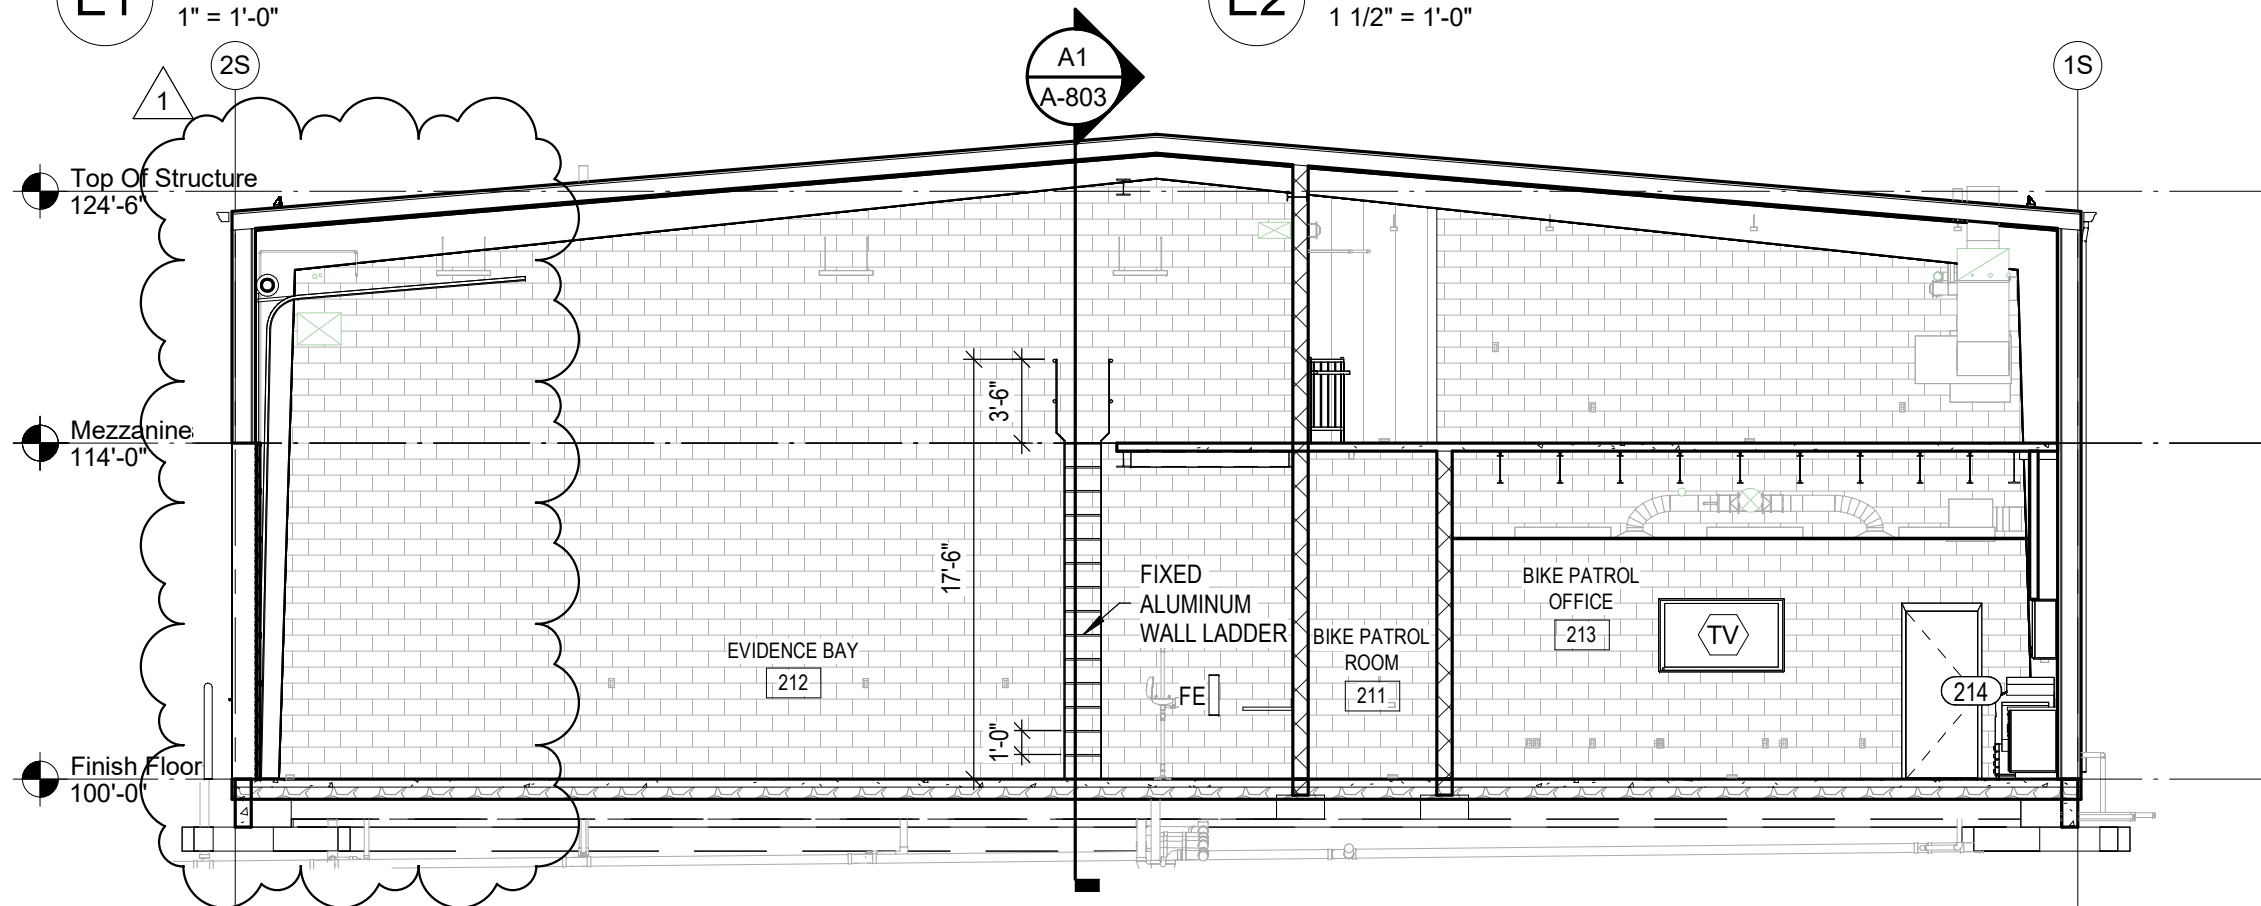 E1
1" = 1'-0"
E2
1 1/2" = 1'-0"
2S
A1
A-803
1S
1
Top Of Structure
124'-6"
Mezzanine
114'-0"
3'-6"
17'-6"
FIXED
ALUMINUM
WALL LADDER
BIKE PATROL
OFFICE
213
TV
EVIDENCE BAY
212
BIKE PATROL
ROOM
211
FE
214
1'-0"
Finish Floor
100'-0"